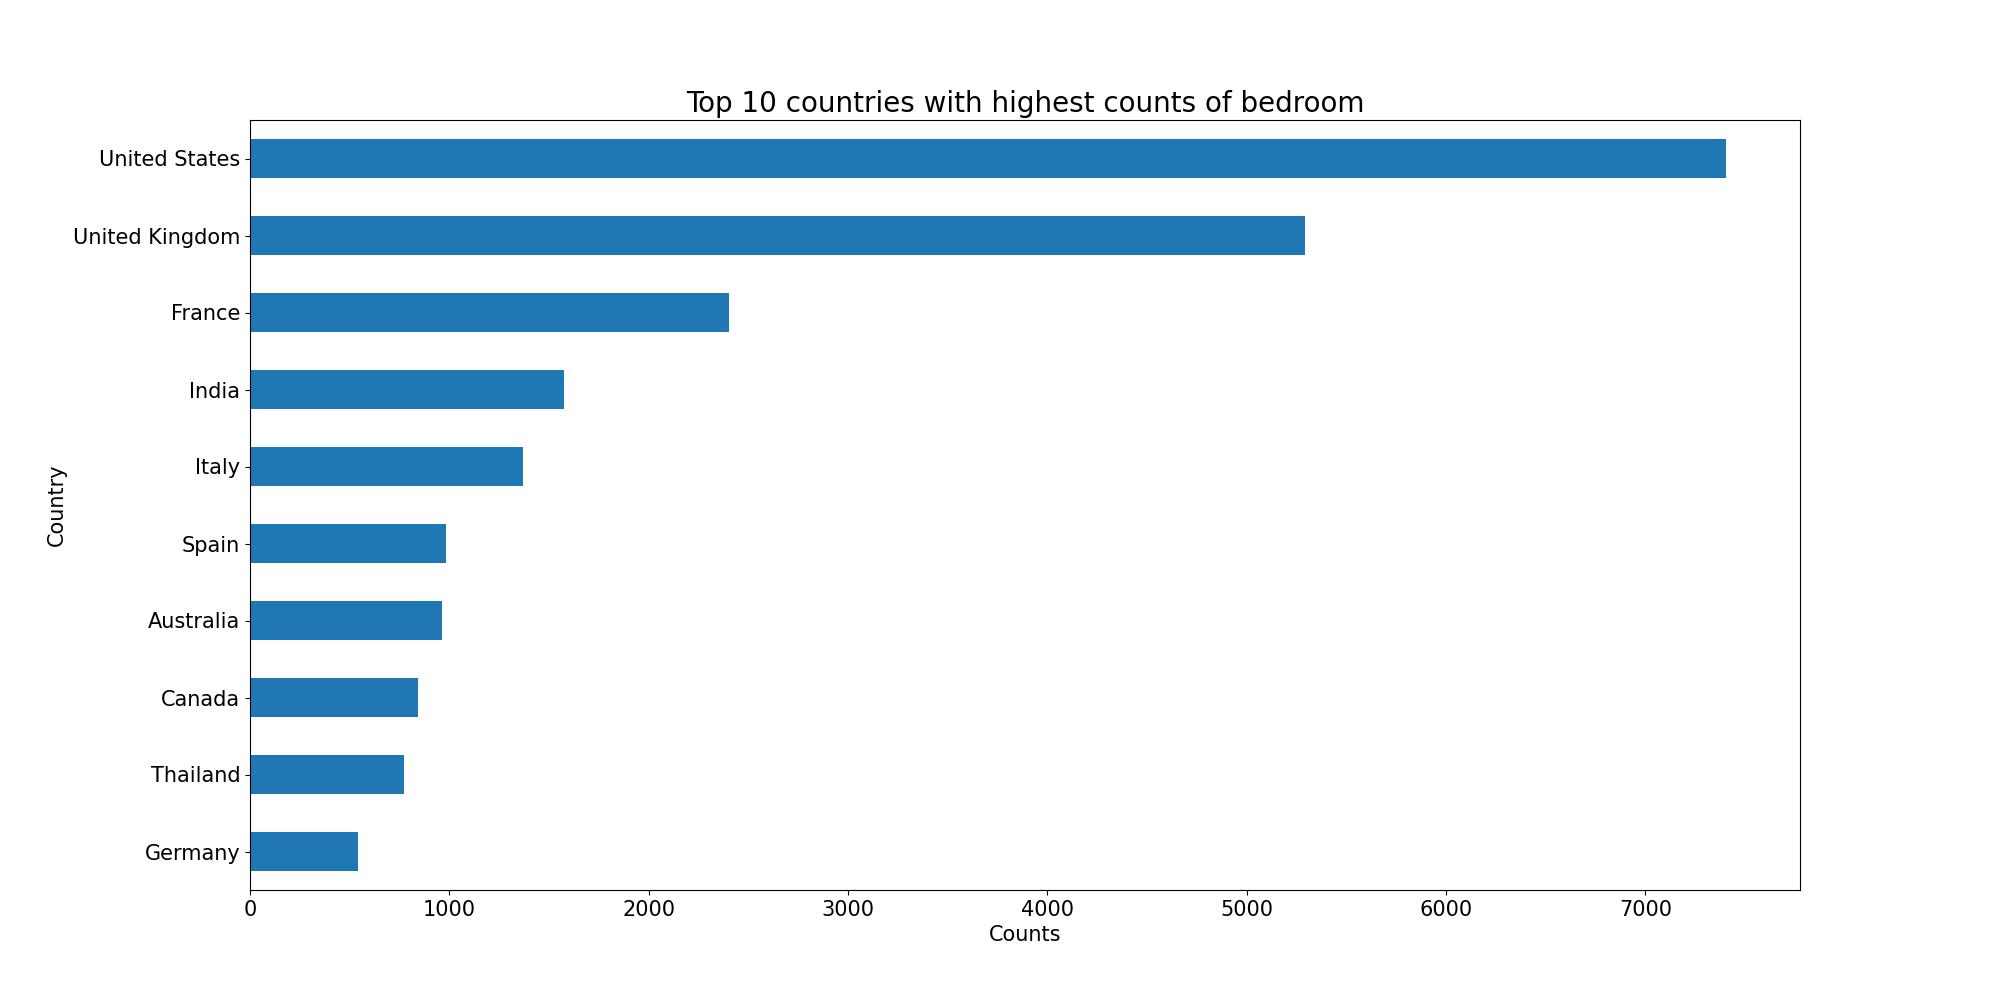 Top 10 countries with highest counts of bedroom
United States
United Kingdom
France
India
Italy
Spain
Australia
Canada
Thailand
Germany
Country
0 1000 2000 3000 4000 5000 6000 7000
Counts